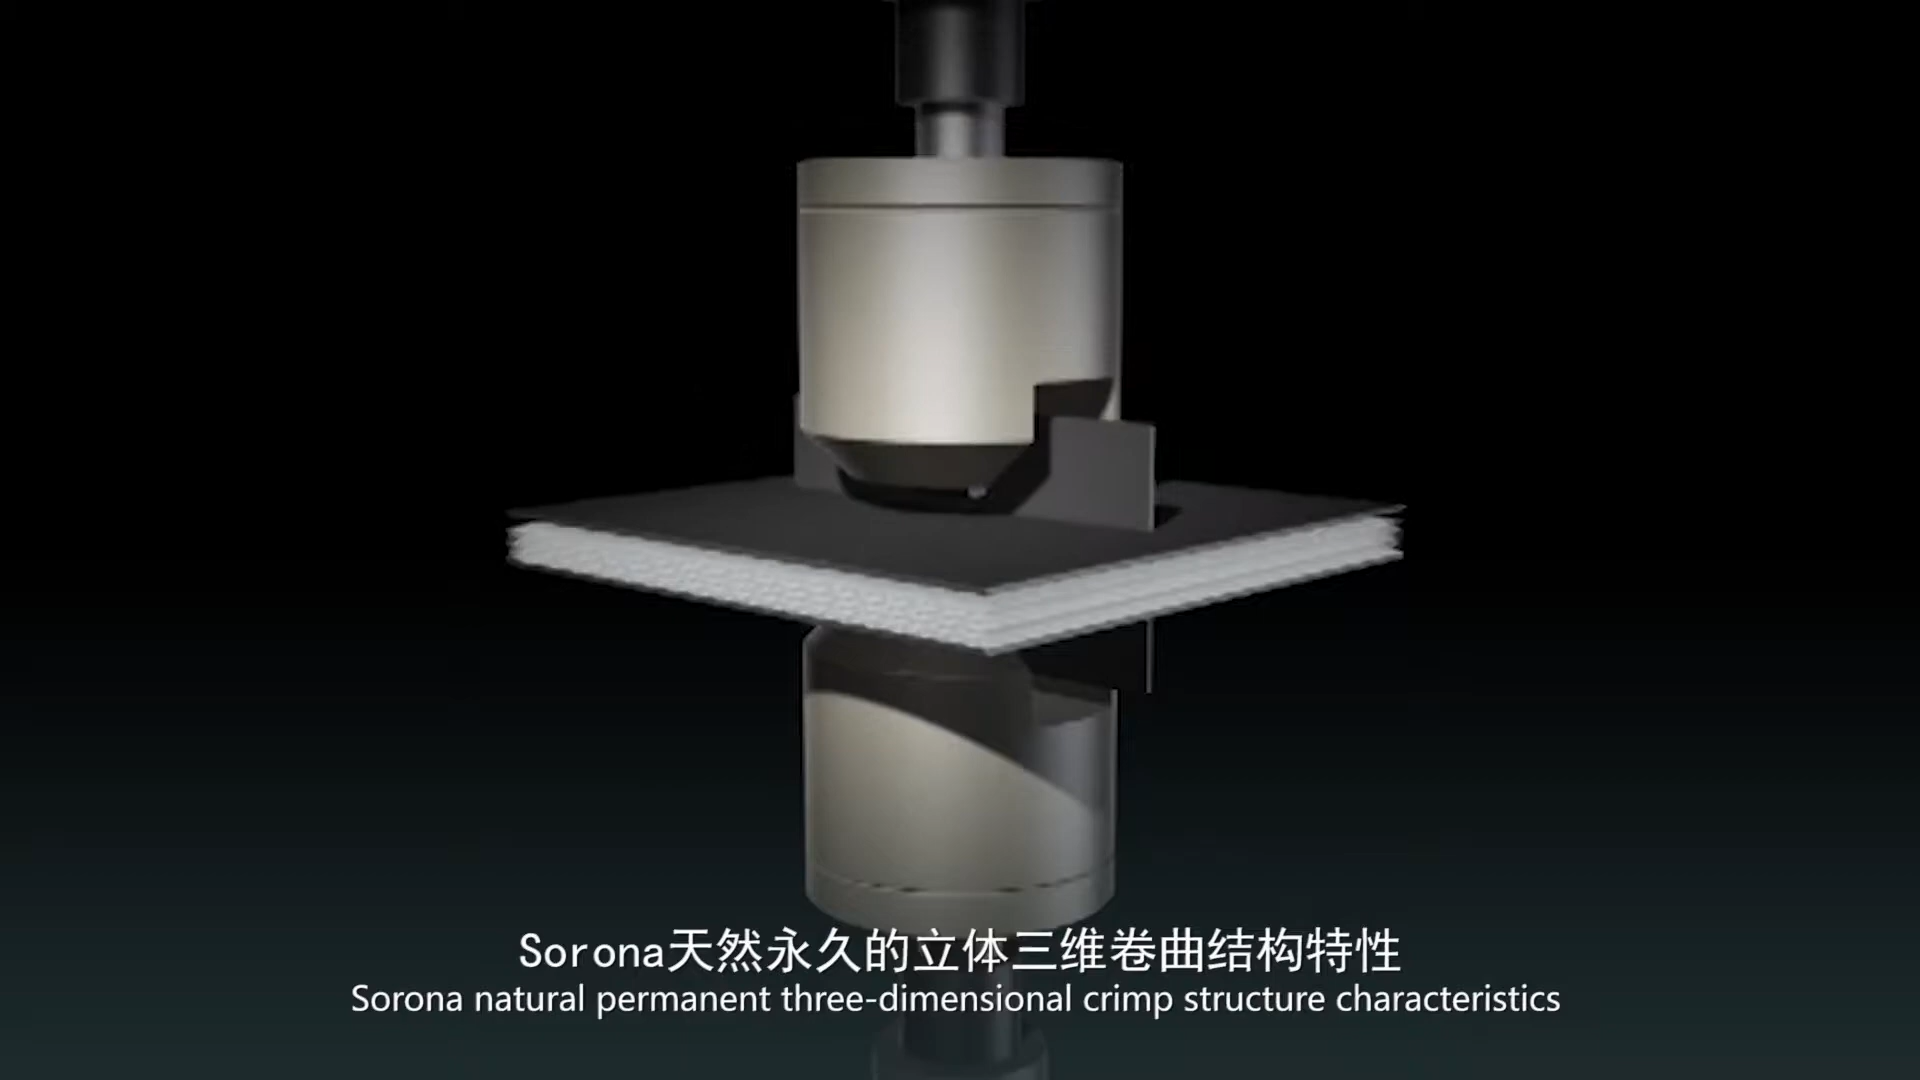 Sorona天然永久的立体三维卷曲结构特性
Sorona natural permanent three-dimensional crimp structure characteristics